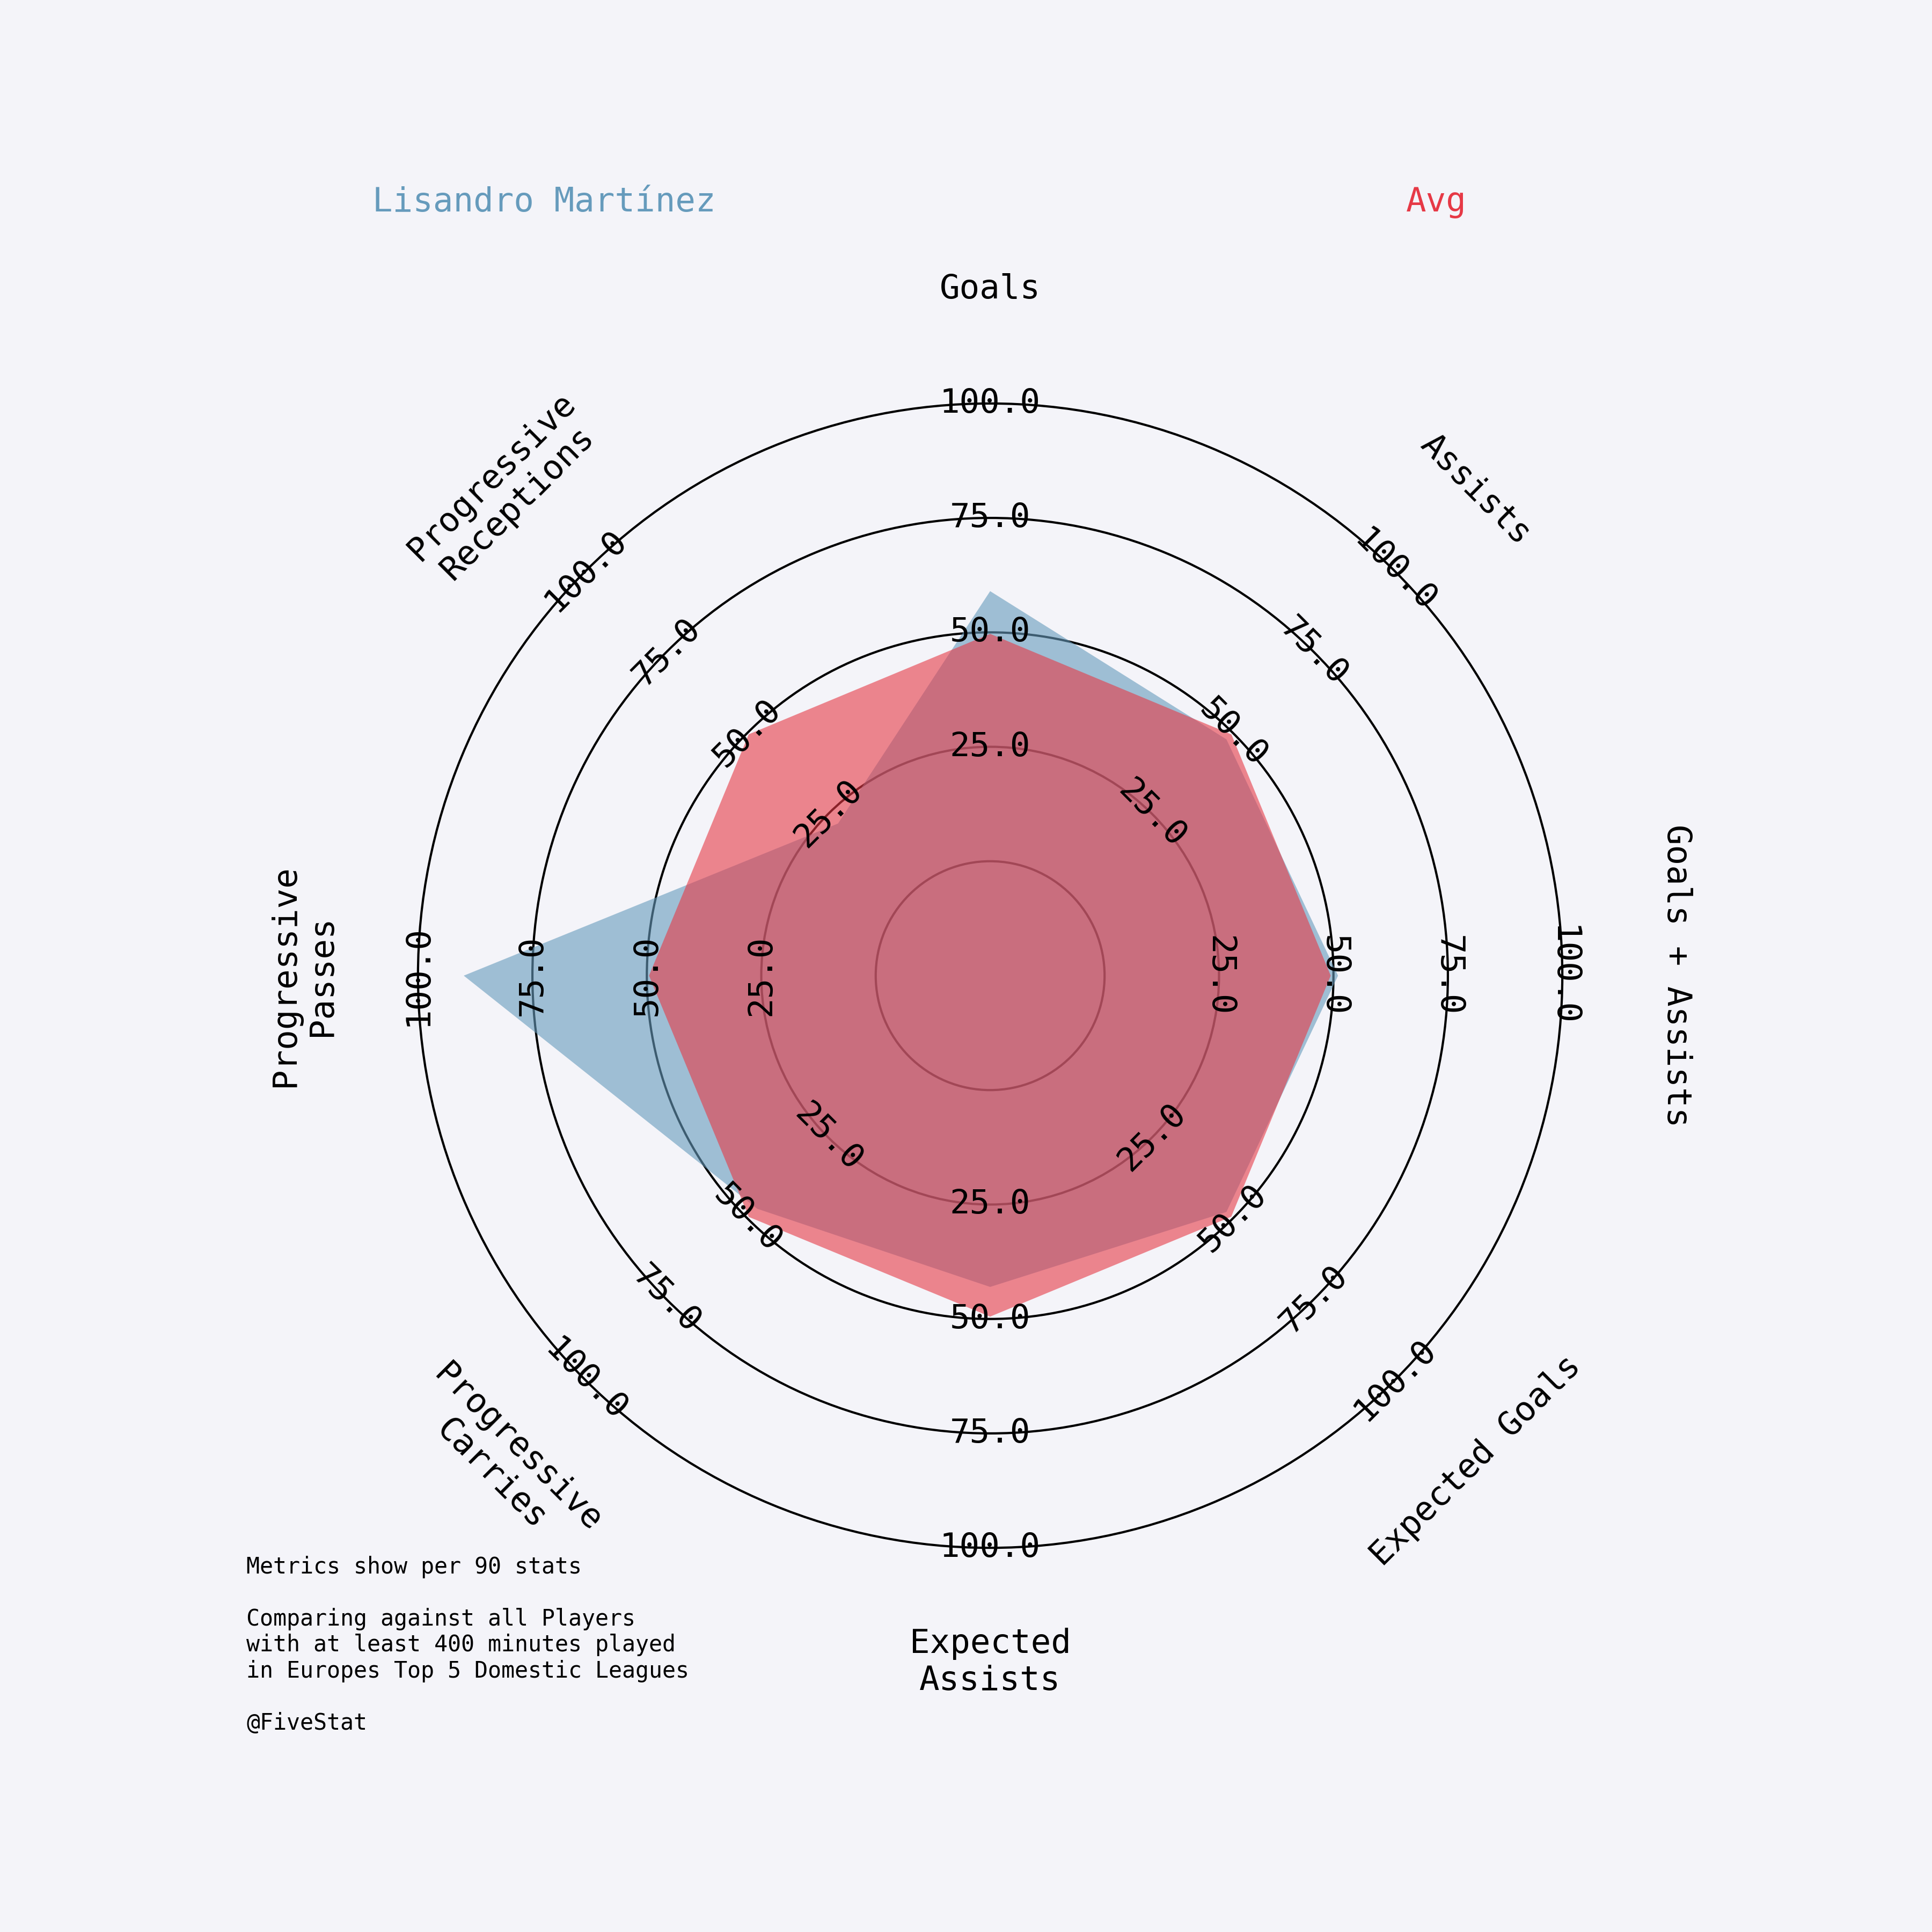 Lisandro Martínez
Avg
Goals
Assists
Goals + Assists
Expected Goals
Expected
Assists
Progressive
Carries
Progressive
Passes
Progressive
Receptions
25.0
50.0
75.0
100.0
25.0
50.0
75.0
100.0
25.0
50.0
75.0
100.0
25.0
50.0
75.0
100.0
25.0
50.0
75.0
100.0
25.0
50.0
75.0
100.0
25.0
50.0
75.0
100.0
25.0
50.0
75.0
100.0
Metrics show per 90 stats
Comparing against all Players
with at least 400 minutes played
in Europes Top 5 Domestic Leagues
@FiveStat